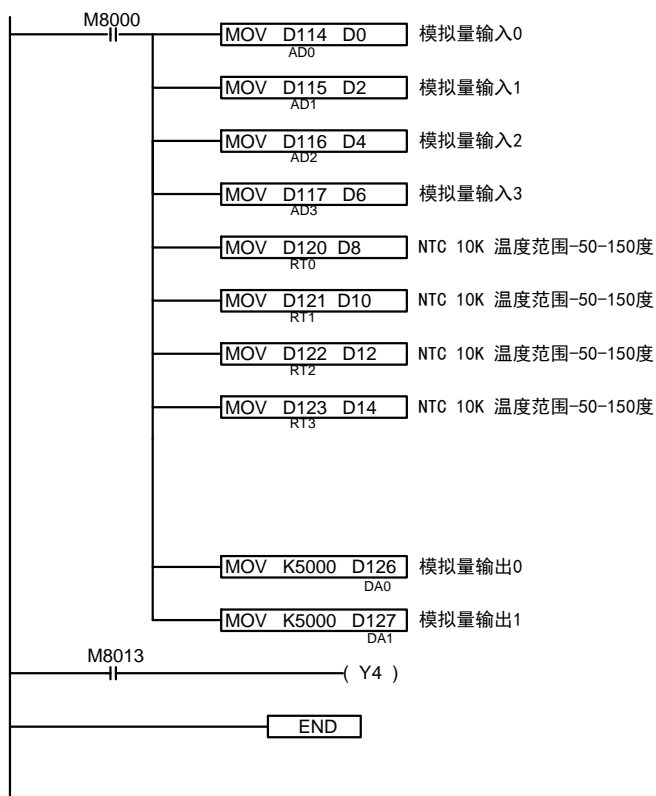 M8000
MOV D114 D0 模拟量输入0
AD0
MOV D115 D2 模拟量输入1
AD1
MOV D116 D4 模拟量输入2
AD2
MOV D117 D6 模拟量输入3
AD3
MOV D120 D8 NTC 10K 温度范围-50-150度
RT0
MOV D121 D10 NTC 10K 温度范围-50-150度
RT1
MOV D122 D12 NTC 10K 温度范围-50-150度
RT2
MOV D123 D14 NTC 10K 温度范围-50-150度
RT3
MOV K5000 D126 模拟量输出0
DA0
MOV K5000 D127 模拟量输出1
DA1
M8013
( Y4 )
END